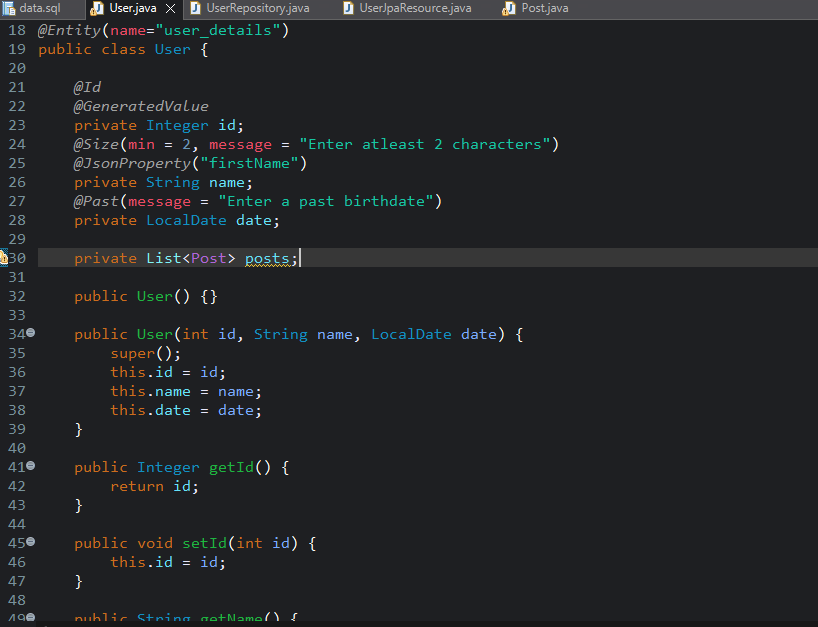 data.sql User.java UserRepository.java UserJpaResource.java Post.java
18 @Entity(name="user_details")
19 public class User {
20
21 @Id
22 @GeneratedValue
23 private Integer id;
24 @Size(min = 2, message = "Enter atleast 2 characters")
25 @JsonProperty("firstName")
26 private String name;
27 @Past(message = "Enter a past birthdate")
28 private LocalDate date;
29
30 private List<Post> posts;
31
32 public User() {}
33
34 public User(int id, String name, LocalDate date) {
35 super();
36 this.id = id;
37 this.name = name;
38 this.date = date;
39 }
40
41 public Integer getId() {
42 return id;
43 }
44
45 public void setId(int id) {
46 this.id = id;
47 }
48
49 public String getName() {